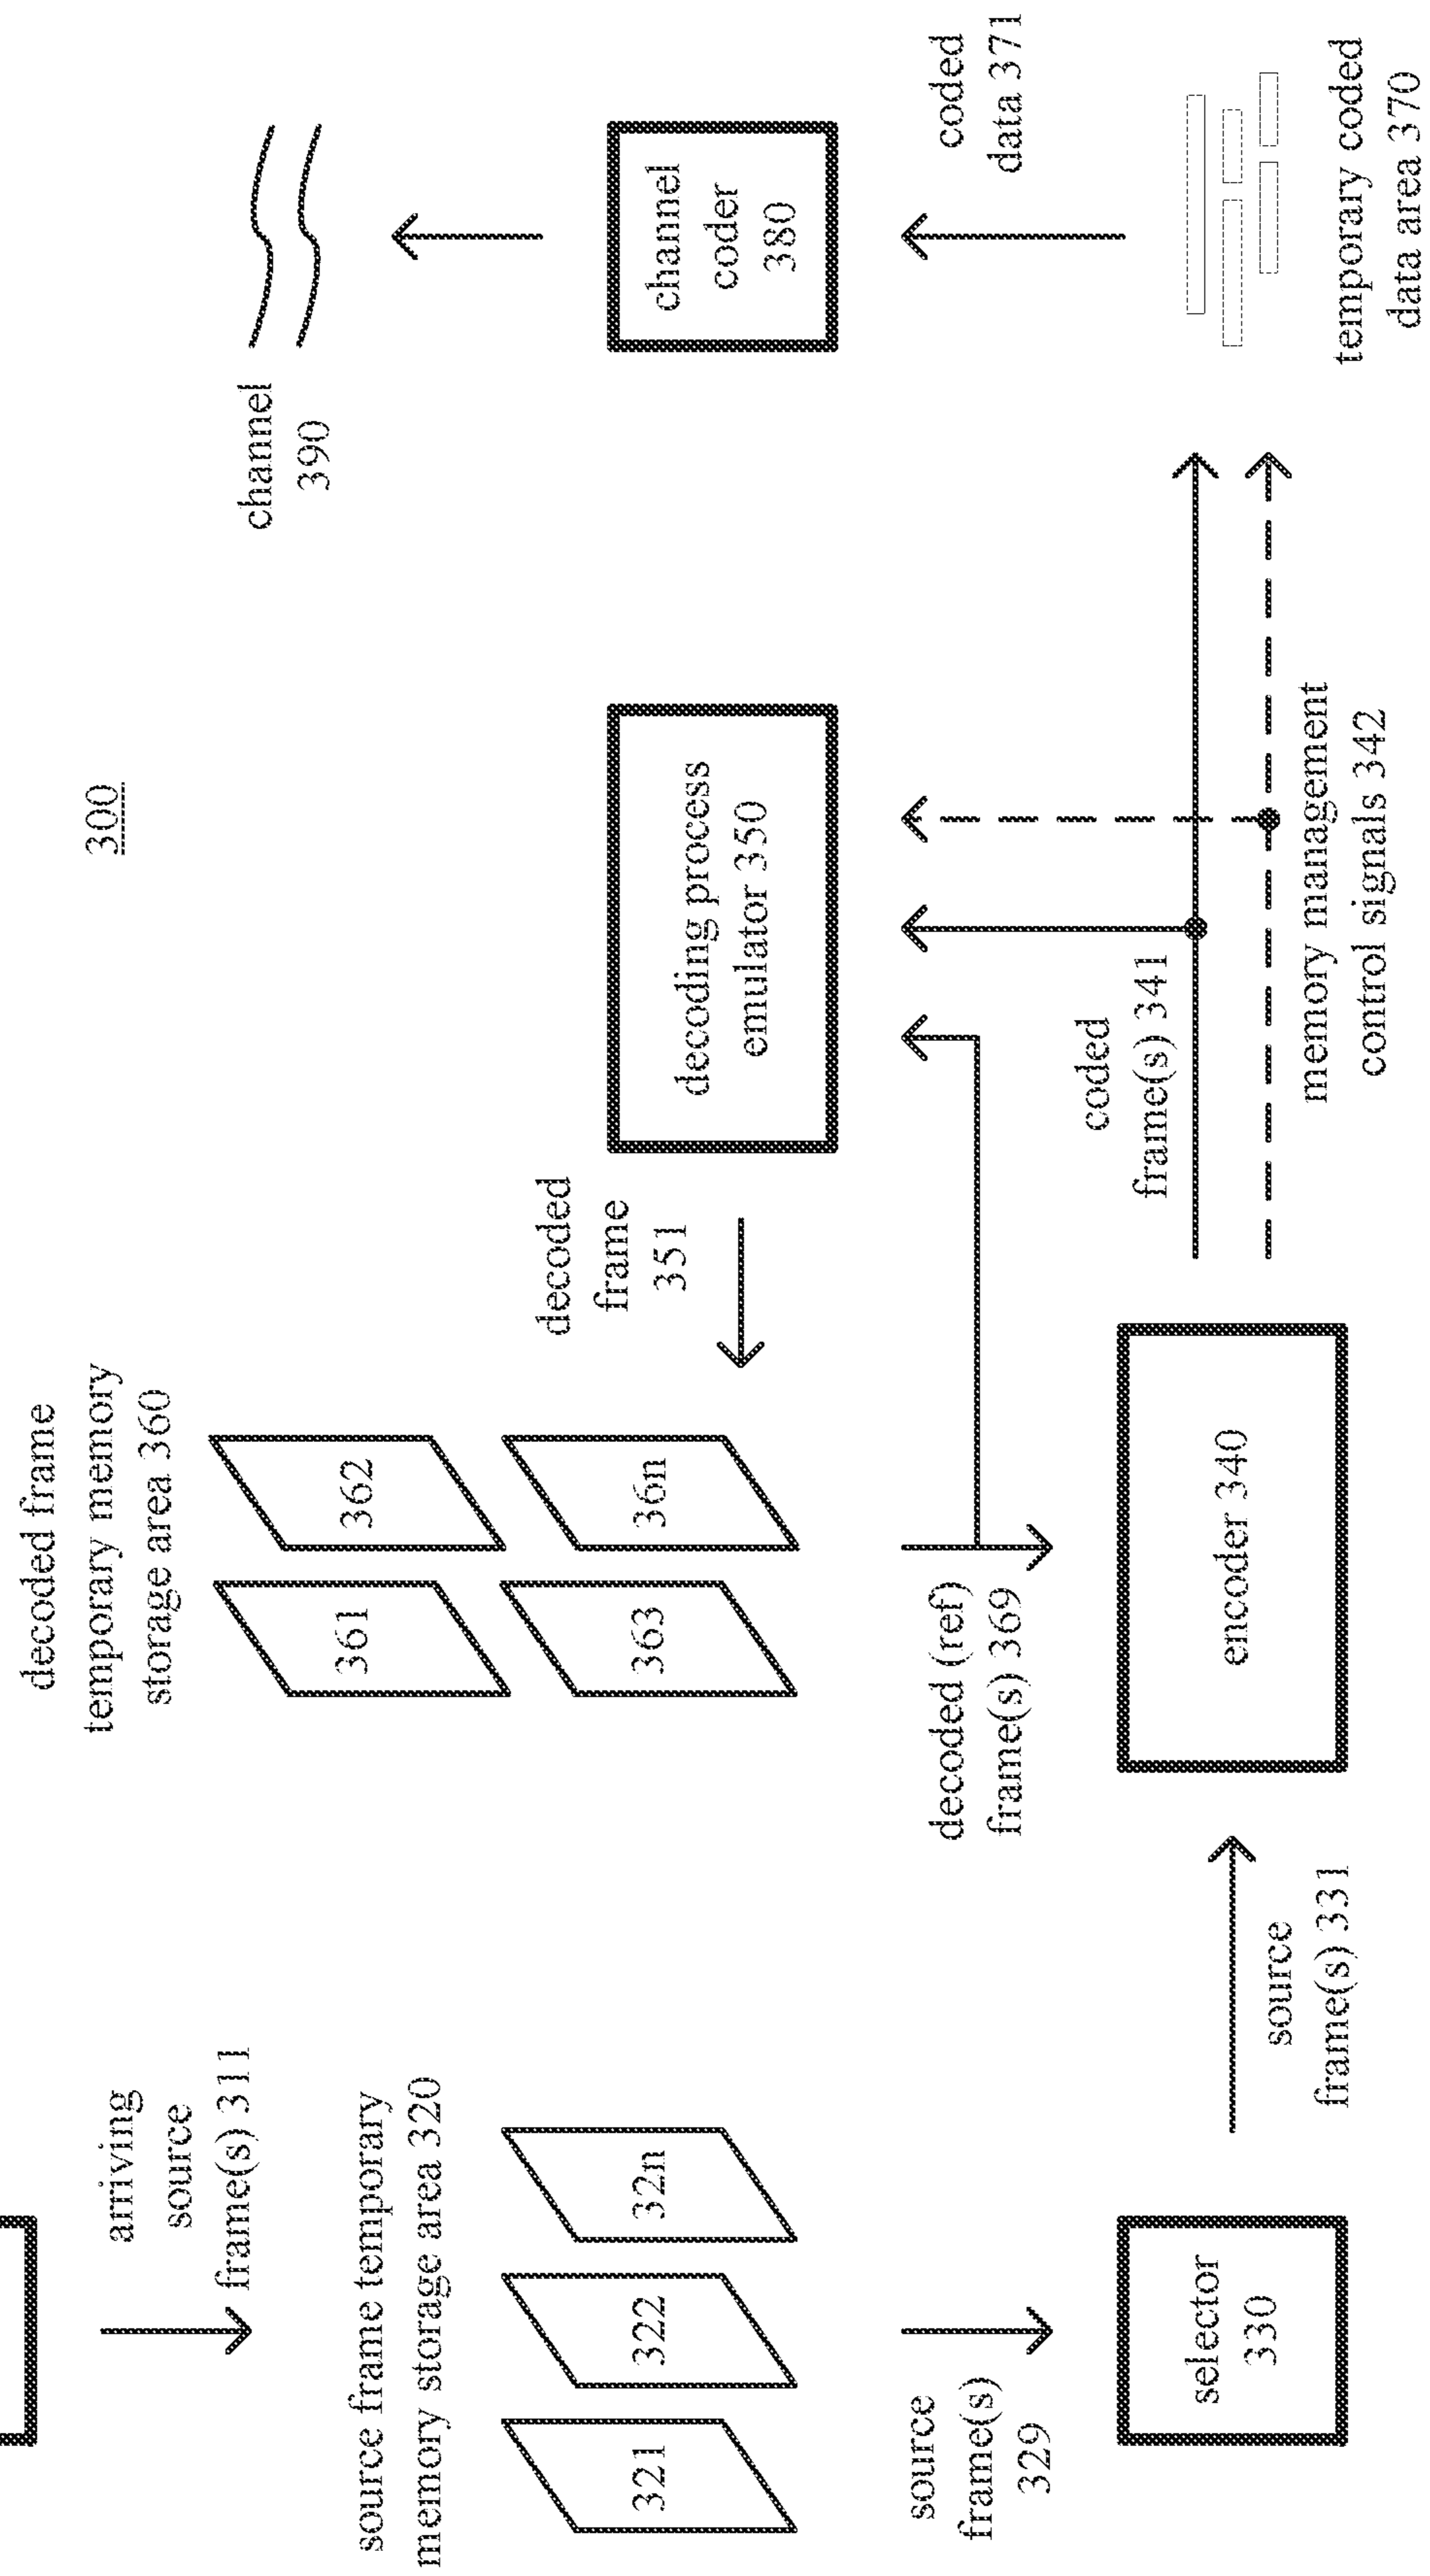 300
arriving
source
frame(s) 311
source frame temporary
memory storage area 320
321
322
32n
source
frame(s)
329
selector
330
source
frame(s) 331
decoded frame
temporary memory
storage area 360
361
362
363
36n
decoded (ref)
frame(s) 369
encoder 340
decoded
frame
351
decoding process
emulator 350
coded
frame(s) 341
memory management
control signals 342
channel
390
channel
coder
380
coded
data 371
temporary coded
data area 370